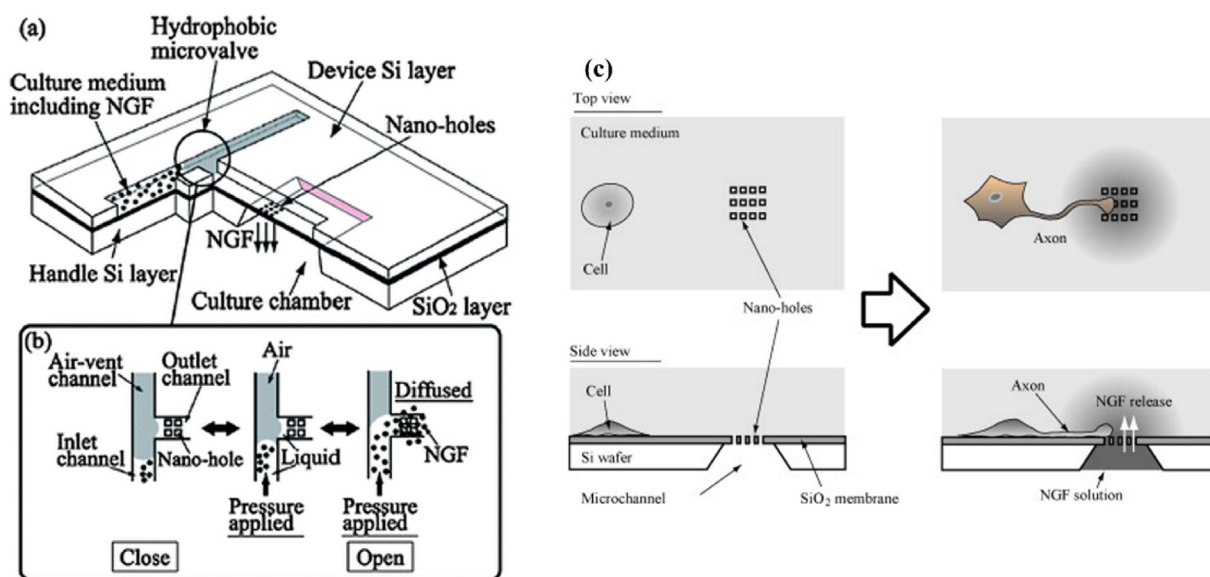 (a)
Hydrophobic
microvalve
Culture medium
including NGF
Device Si layer
Nano-holes
NGF
Handle Si layer
Culture chamber
SiO₂ layer
(b)
Air-vent
channel
Outlet
channel
Inlet
channel
Nano-hole
Air
Liquid
Diffused
NGF
Pressure
applied
Pressure
applied
Close
Open
(c)
Top view
Culture medium
Cell
Nano-holes
Axon
Side view
Cell
Si wafer
Microchannel
SiO₂ membrane
Axon
NGF release
NGF solution